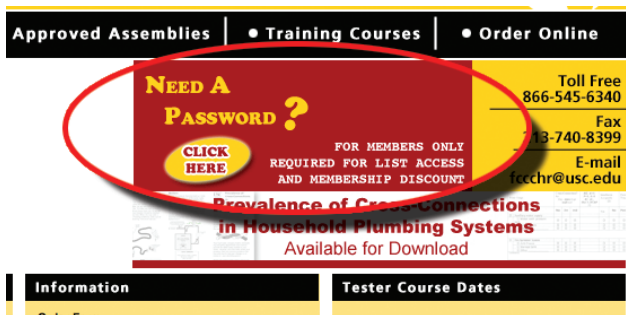 Approved Assemblies
• Training Courses
• Order Online
NEED A
PASSWORD ?
CLICK
HERE
FOR MEMBERS ONLY
REQUIRED FOR LIST ACCESS
AND MEMBERSHIP DISCOUNT
Toll Free
866-545-6340
Fax
213-740-8399
E-mail
fccchr@usc.edu
Prevalence of Cross-Connections
in Household Plumbing Systems
Available for Download
Information
Tester Course Dates